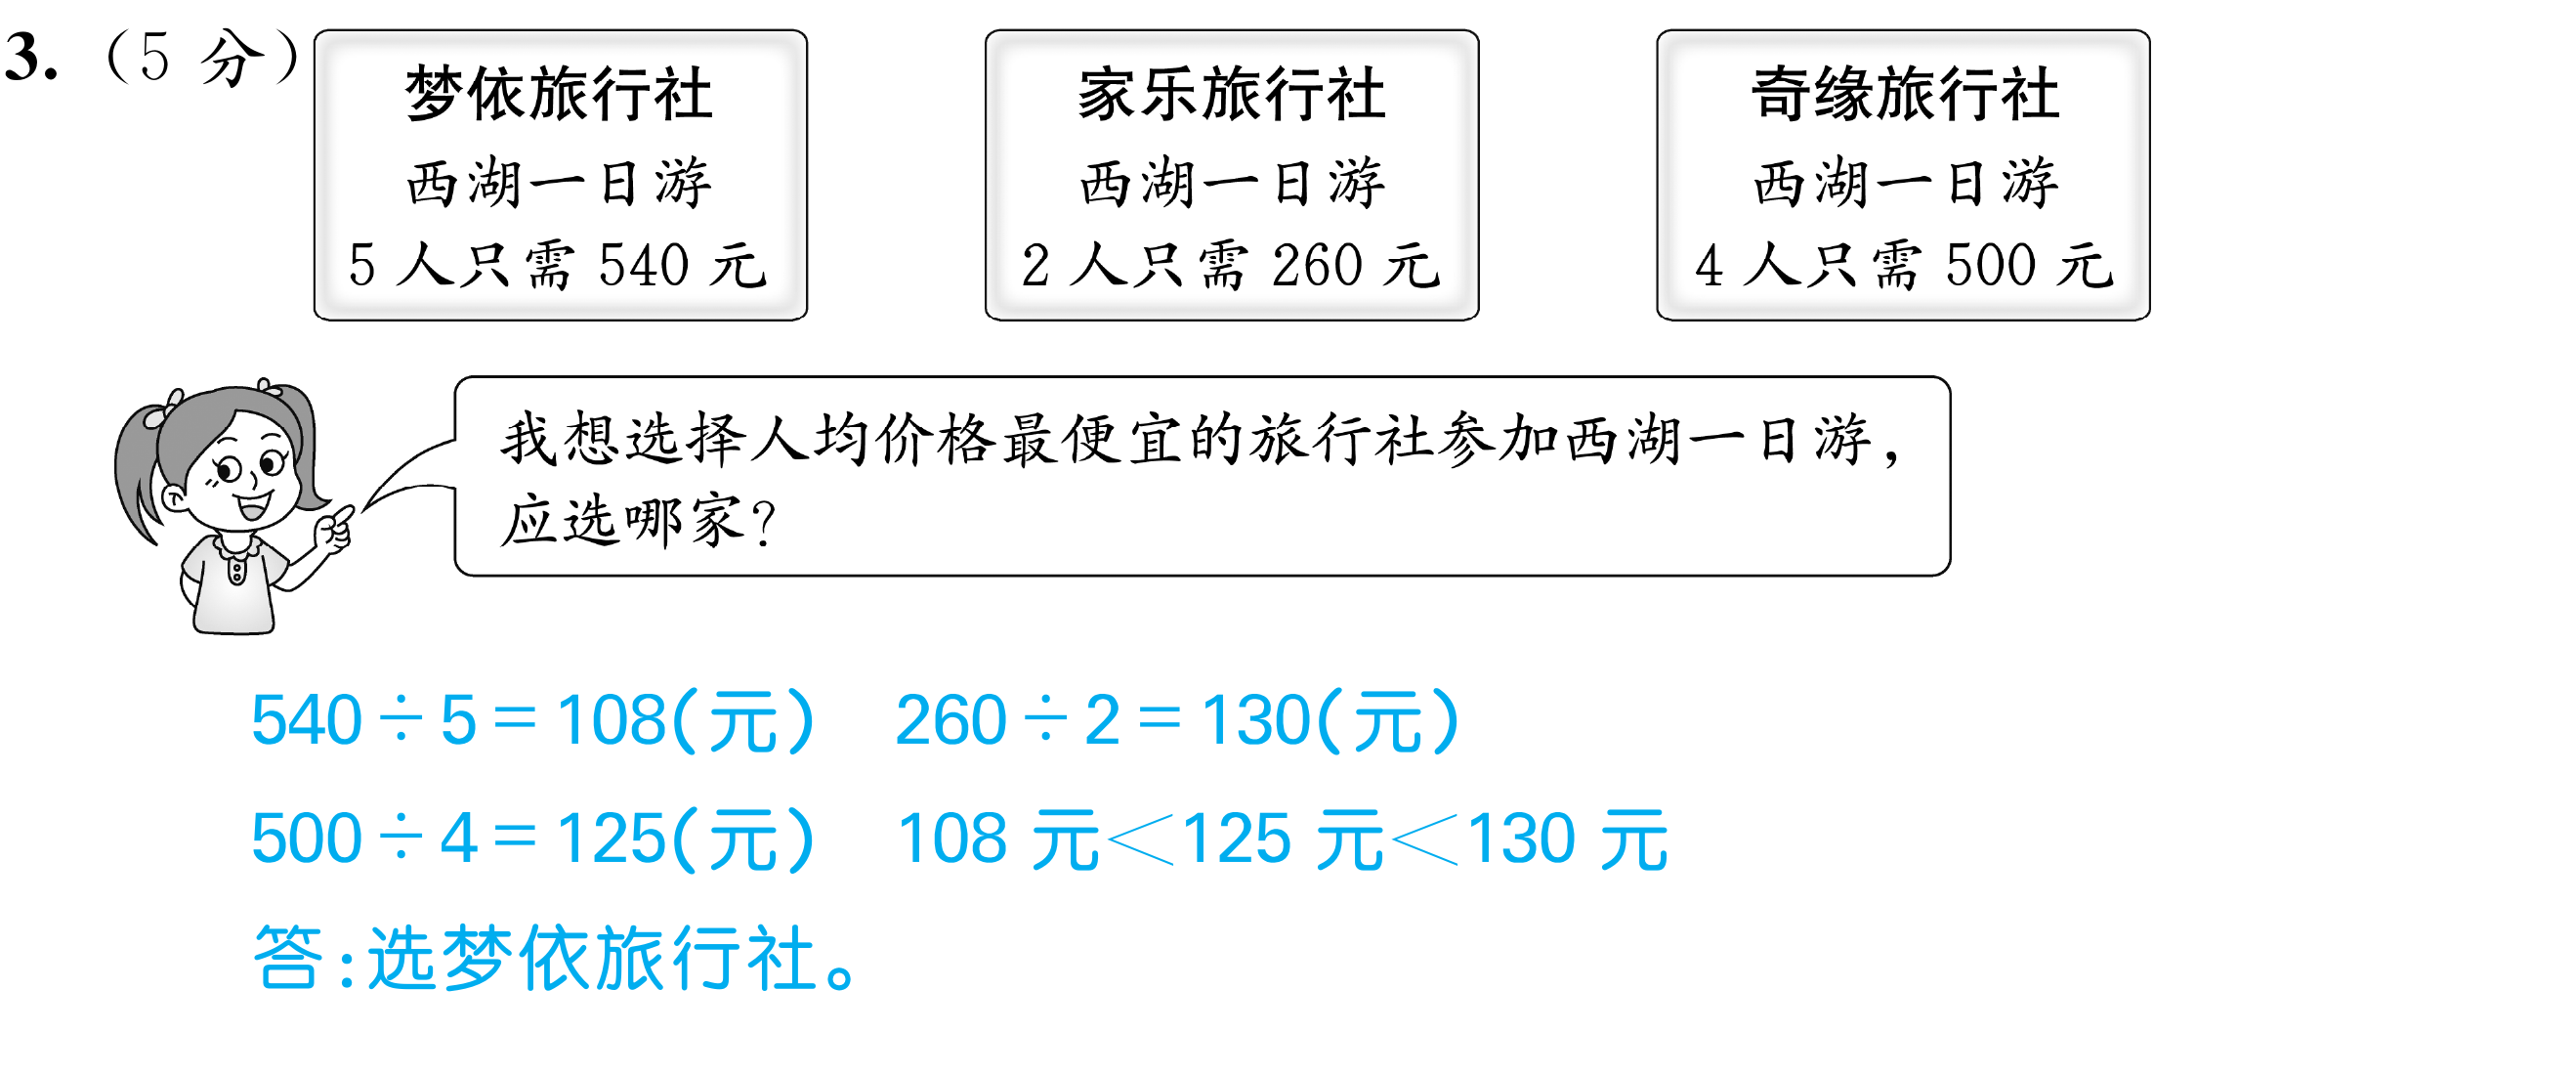 3.（5 分）
梦依旅行社
西湖一日游
5 人只需 540 元
家乐旅行社
西湖一日游
2 人只需 260 元
奇缘旅行社
西湖一日游
4 人只需 500 元
我想选择人均价格最便宜的旅行社参加西湖一日游，
应选哪家？
540÷5＝108(元)　260÷2＝130(元)
500÷4＝125(元)　108 元＜125 元＜130 元
答:选梦依旅行社。